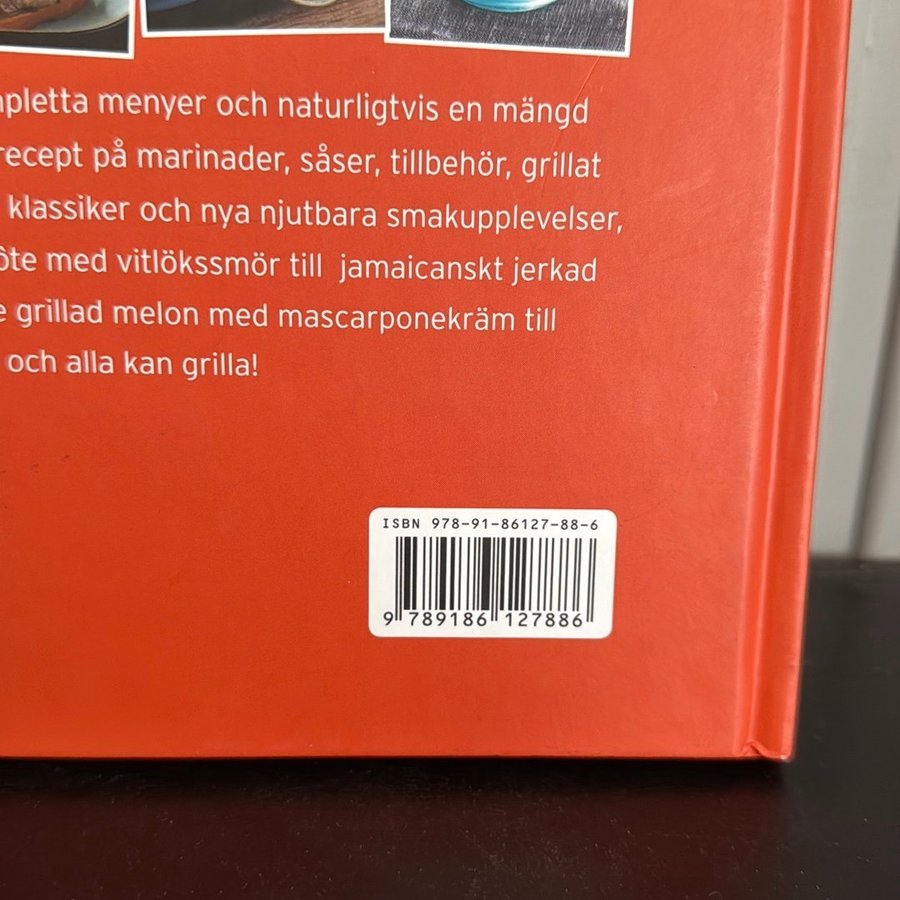 menyer och naturligtvis en mängd
recept på marinader, såser, tillbehör, grillat
klassiker och nya njutbara smakupplevelser,
med vitlökssmör till jamaicanskt jerkad
grillad melon med mascarponekräm till
och alla kan grilla!
ISBN 978-91-86127-88-6
9 789186 127886